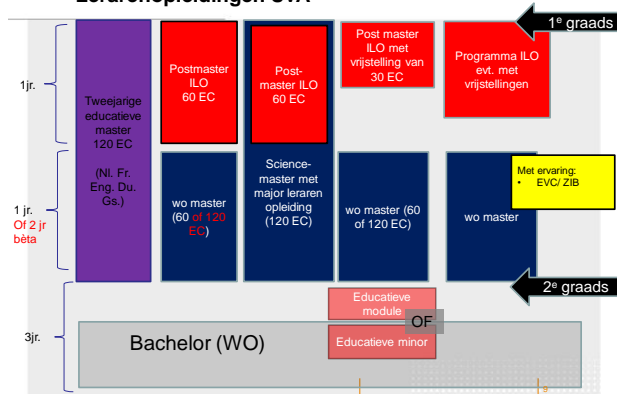 Lerarenopleidingen UvA
1e graads
1jr.
Tweejarige
educatieve
master
120 EC
(Nl. Fr.
Eng. Du.
Gs.)
Postmaster
ILO
60 EC
Post-
master ILO
60 EC
Post master
ILO met
vrijstelling van
30 EC
Programma ILO
evt. met
vrijstellingen
1 jr.
Of 2 jr
bèta
wo master
(60 of 120
EC)
Science-
master met
major leraren
opleiding
(120 EC)
wo master (60
of 120 EC)
wo master
Met ervaring:
• EVC/ ZIB
2e graads
3jr.
Educatieve
module
OF
Bachelor (WO)
Educatieve minor
9